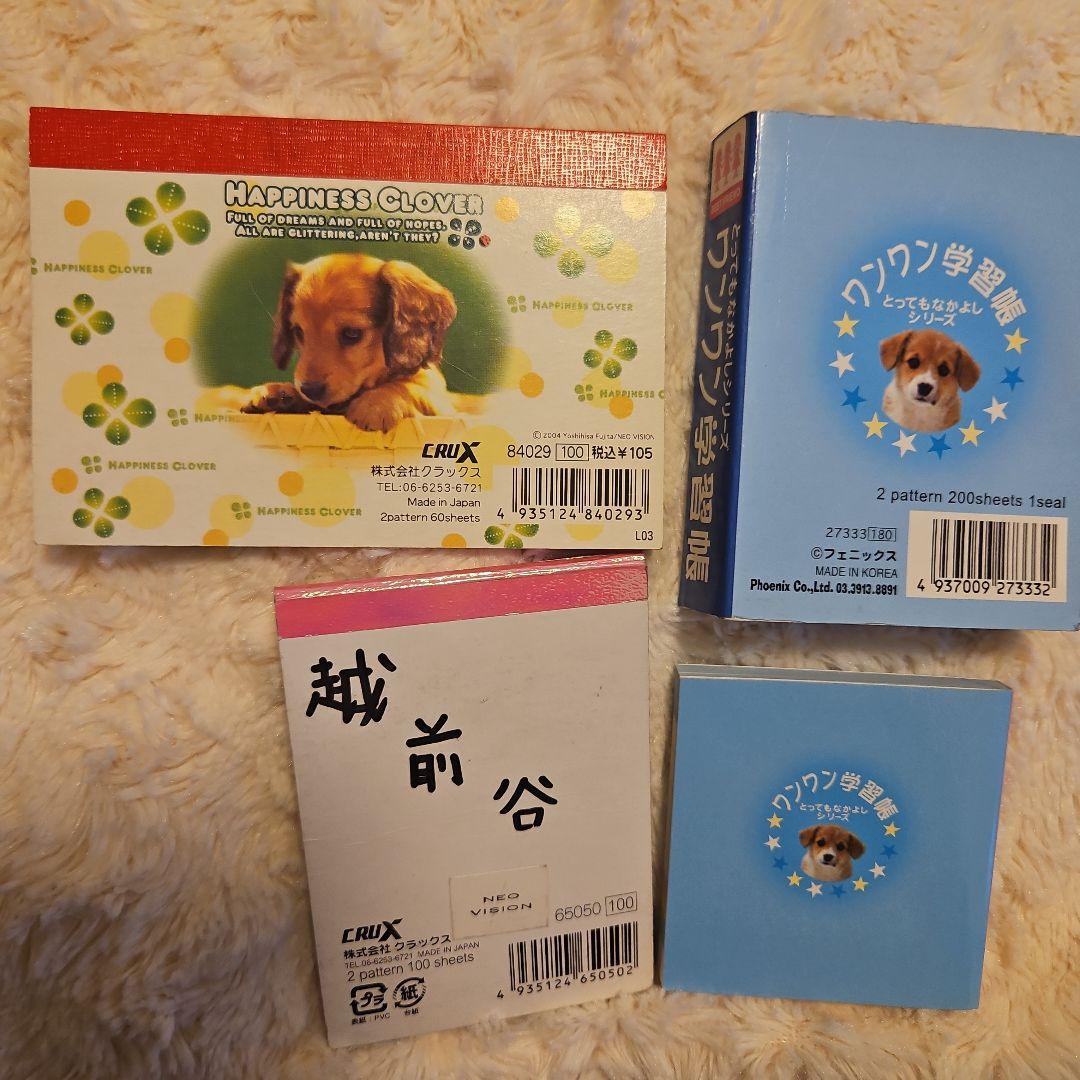 HAPPINESS CLOVER
FULL OF DREAMS AND FULL OF HOPES.
ALL ARE GLITTERING,AREN'T THEY?
HAPPINESS CLOVER
HAPPINESS CLOVER
HAPPINESS CLOVER
HAPPINESS CLOVER
HAPPINESS CLOVER
© 2004 Yoshihisa Fujita/NEO VISION
CRUX
84029 100 税込¥105
株式会社クラックス
TEL:06-6253-6721
Made in Japan
2pattern 60sheets
4 935124 840293
L03
とってもなかよしシリーズ
ワンワン学習帳
ワンワン学習帳
とってもなかよし
シリーズ
2 pattern 200sheets 1seal
27333 180
©フェニックス
MADE IN KOREA
Phoenix Co.,Ltd. 03.3913.8891
4 937009 273332
越前谷
NEO
VISION
65050 100
CRUX
株式会社 クラックス
TEL:06-6253-6721 MADE IN JAPAN
2 pattern 100 sheets
4 935124 650502
プラ
紙
表紙:PVC
台紙
ワンワン学習帳
とってもなかよし
シリーズ